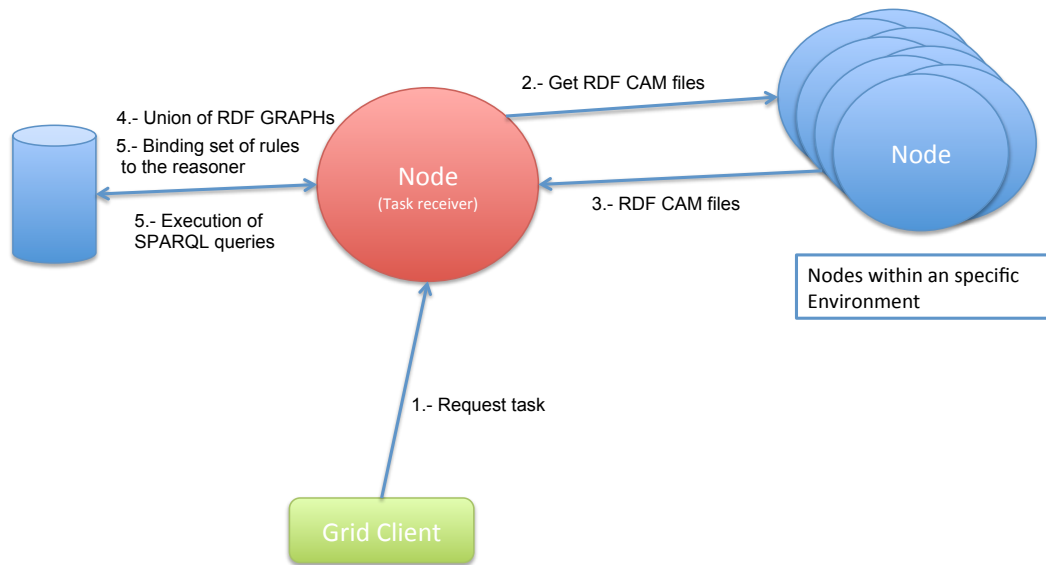 2.- Get RDF CAM files
4.- Union of RDF GRAPHs
5.- Binding set of rules
to the reasoner
Node
(Task receiver)
Node
3.- RDF CAM files
5.- Execution of
SPARQL queries
Nodes within an specific
Environment
1.- Request task
Grid Client